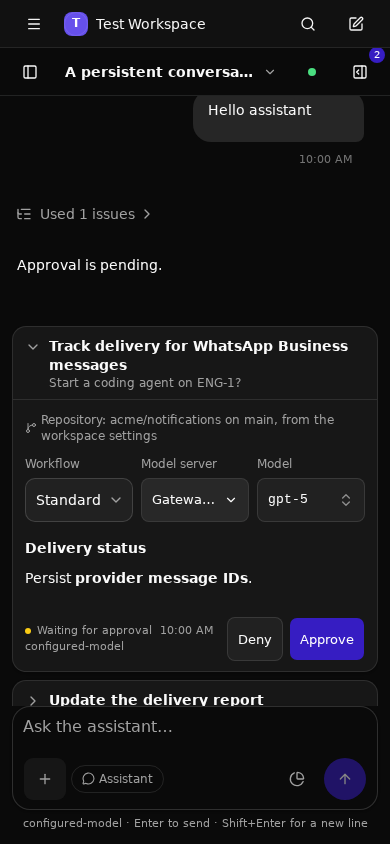 T Test Workspace
A persistent conversa...
2
Hello assistant
10:00 AM
Used 1 issues
Approval is pending.
Track delivery for WhatsApp Business
messages
Start a coding agent on ENG-1?
Repository: acme/notifications on main, from the
workspace settings
Workflow Model server Model
Standard Gatewa... gpt-5
Delivery status
Persist provider message IDs.
Waiting for approval 10:00 AM
configured-model
Deny Approve
Update the delivery report
Ask the assistant...
Assistant
configured-model · Enter to send · Shift+Enter for a new line